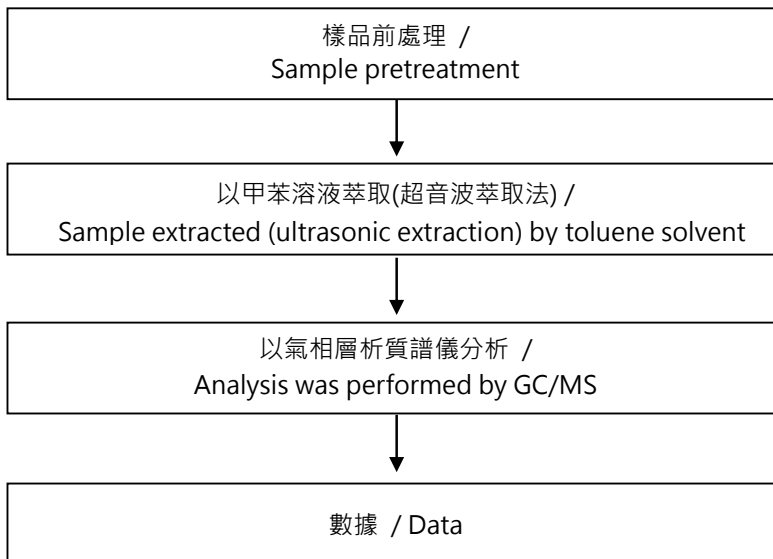 樣品前處理 /
Sample pretreatment
以甲苯溶液萃取(超音波萃取法) /
Sample extracted (ultrasonic extraction) by toluene solvent
以氣相層析質譜儀分析 /
Analysis was performed by GC/MS
數據 / Data